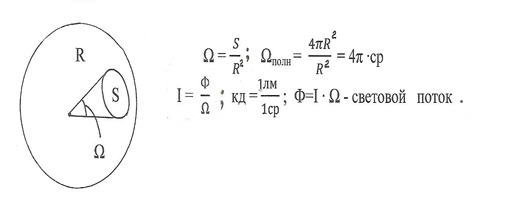 R
S
Ω
Ω = S/R²; Ωполн = 4πR²/R² = 4π · ср
I = Ф/Ω ; кд = 1лм/1ср ; Ф=I · Ω - световой поток .